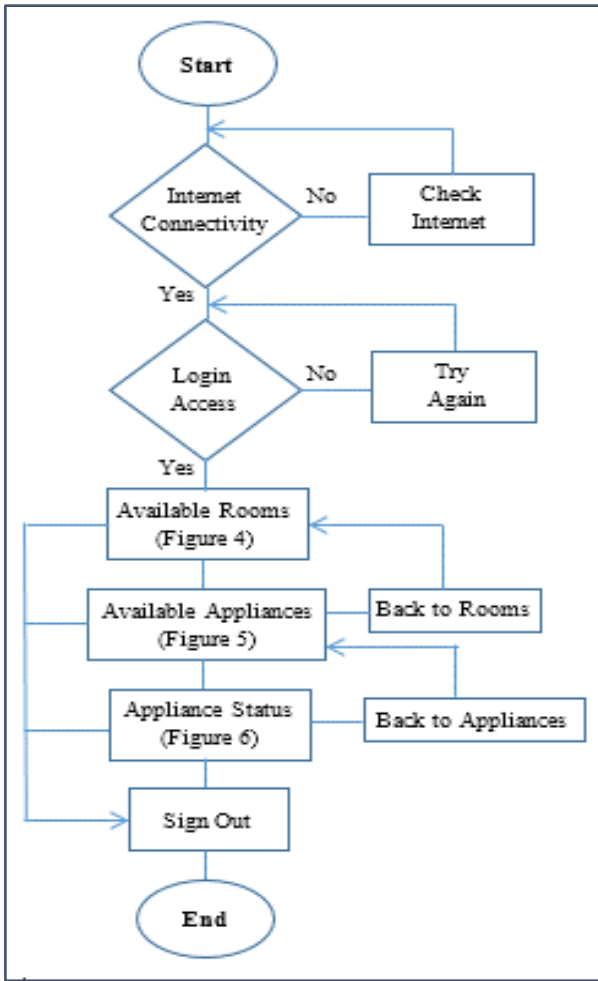 Start
Internet
Connectivity
No
Check
Internet
Yes
Login
Access
No
Try
Again
Yes
Available Rooms
(Figure 4)
Available Appliances
(Figure 5)
Back to Rooms
Appliance Status
(Figure 6)
Back to Appliances
Sign Out
End